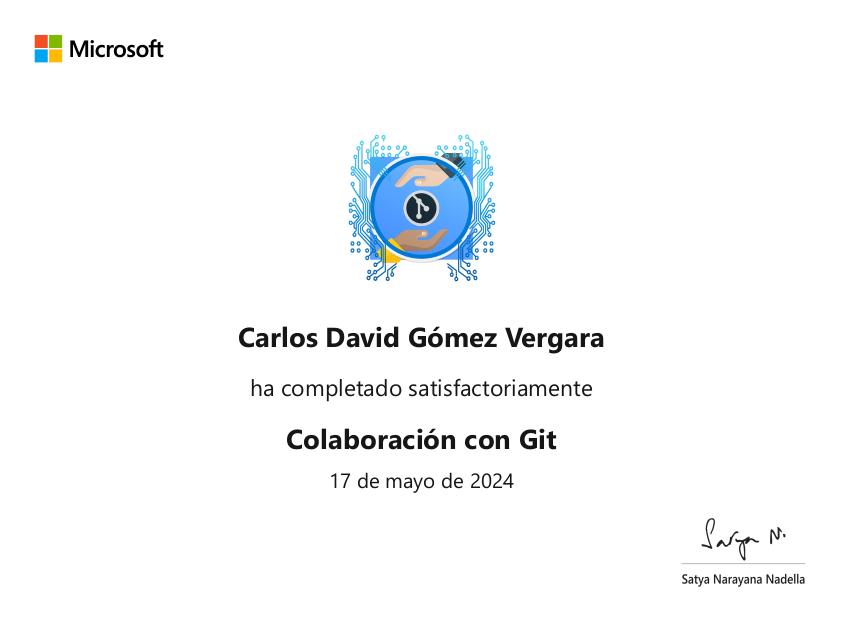 Microsoft
Carlos David Gómez Vergara
ha completado satisfactoriamente
Colaboración con Git
17 de mayo de 2024
Satya N.
Satya Narayana Nadella